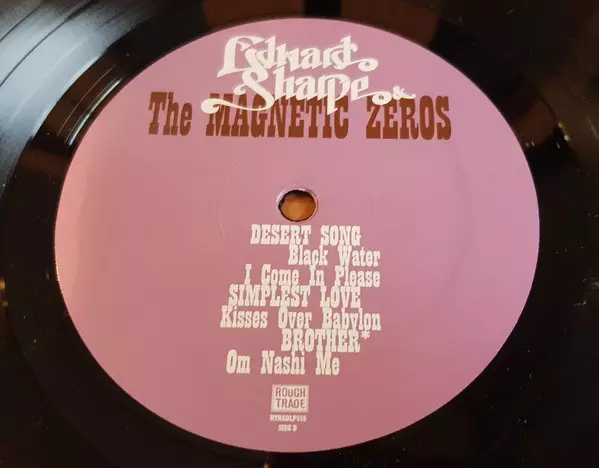 Edward
Sharpe &
The MAGNETIC ZEROS
DESERT SONG
Black Water
I Come In Please
SIMPLEST LOVE
Kisses Over Babylon
BROTHER*
Om Nashi Me
ROUGH
TRADE
SIDE B